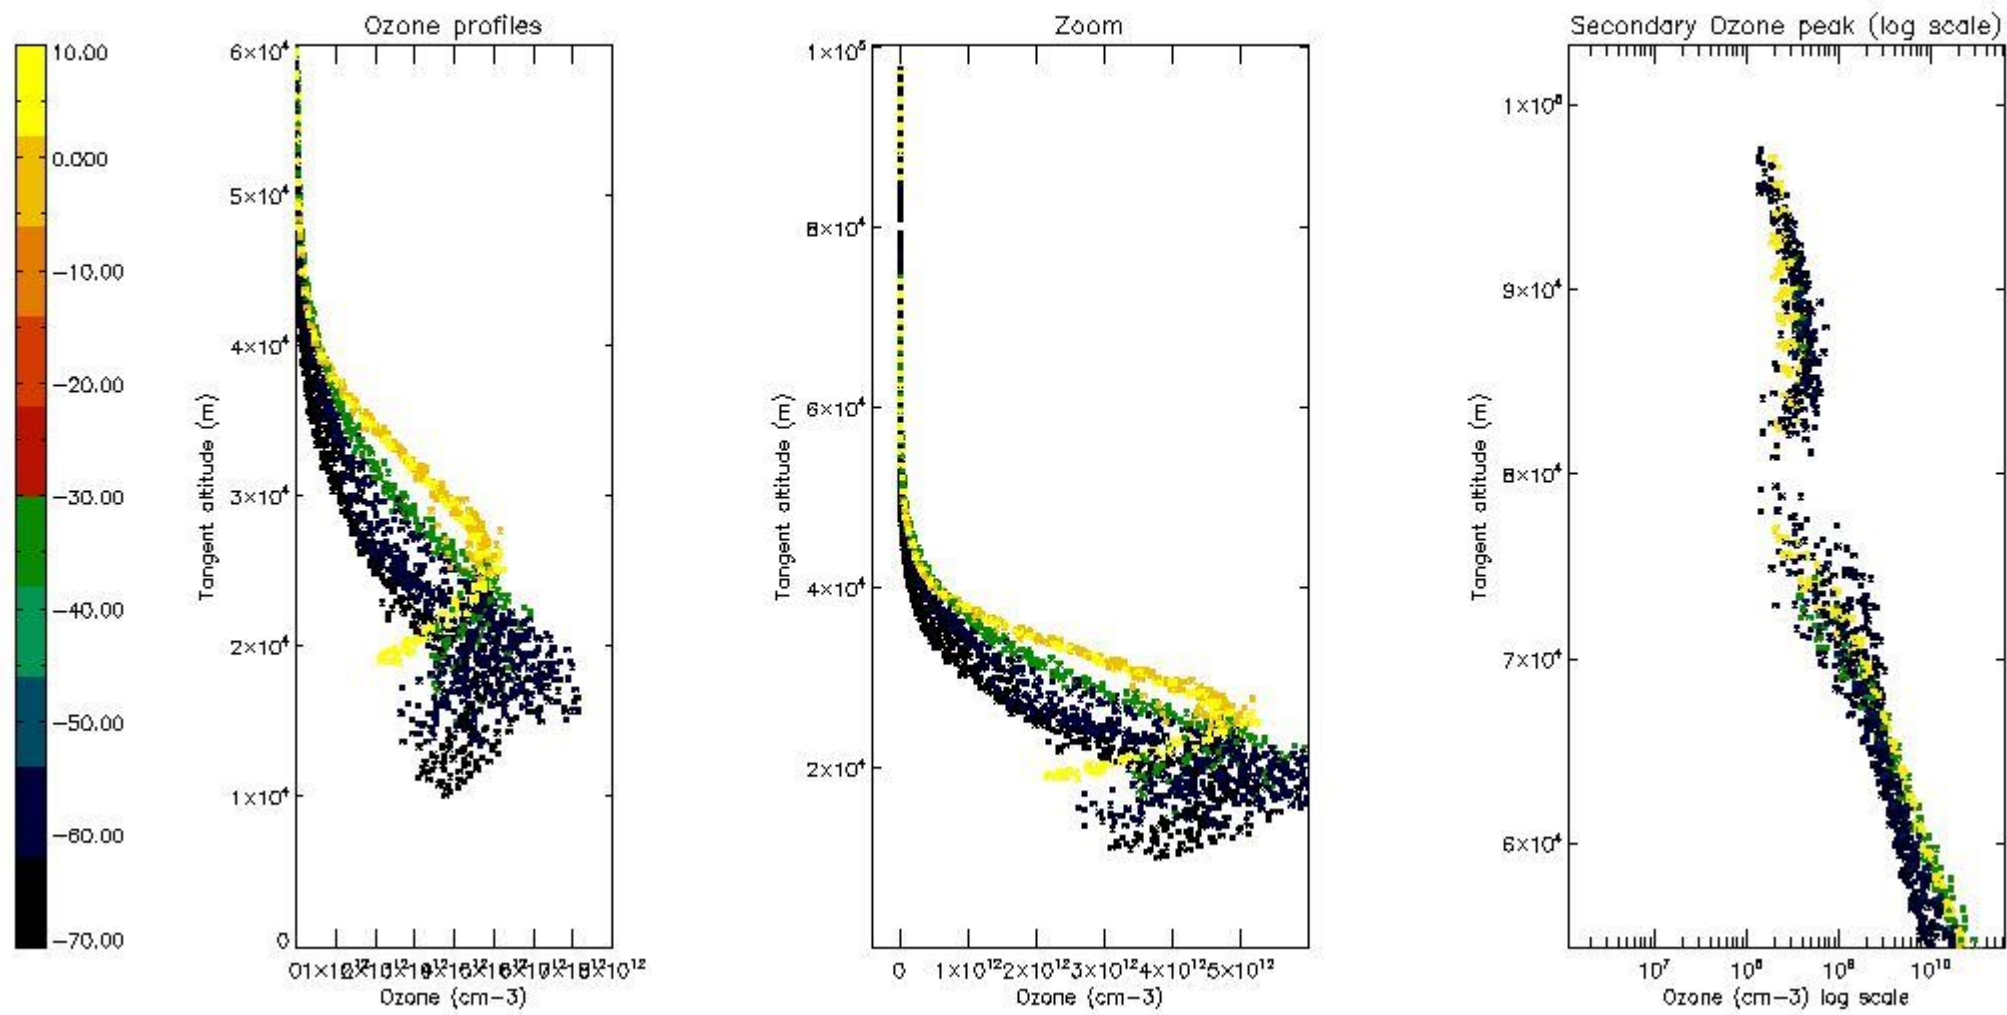 Ozone profiles
Zoom
Secondary Ozone peak (log scale)
10.00
0.000
−10.00
−20.00
−30.00
−40.00
−50.00
−60.00
−70.00
6×10⁴
5×10⁴
4×10⁴
3×10⁴
2×10⁴
1×10⁴
0
Tangent altitude (m)
Ozone (cm−3)
1×10⁵
8×10⁴
6×10⁴
4×10⁴
2×10⁴
Tangent altitude (m)
0 1×10¹² 2×10¹² 3×10¹² 4×10¹² 5×10¹²
Ozone (cm−3)
9×10⁴
8×10⁴
7×10⁴
6×10⁴
Tangent altitude (m)
10⁷ 10⁸ 10⁹ 10¹⁰
Ozone (cm−3) log scale